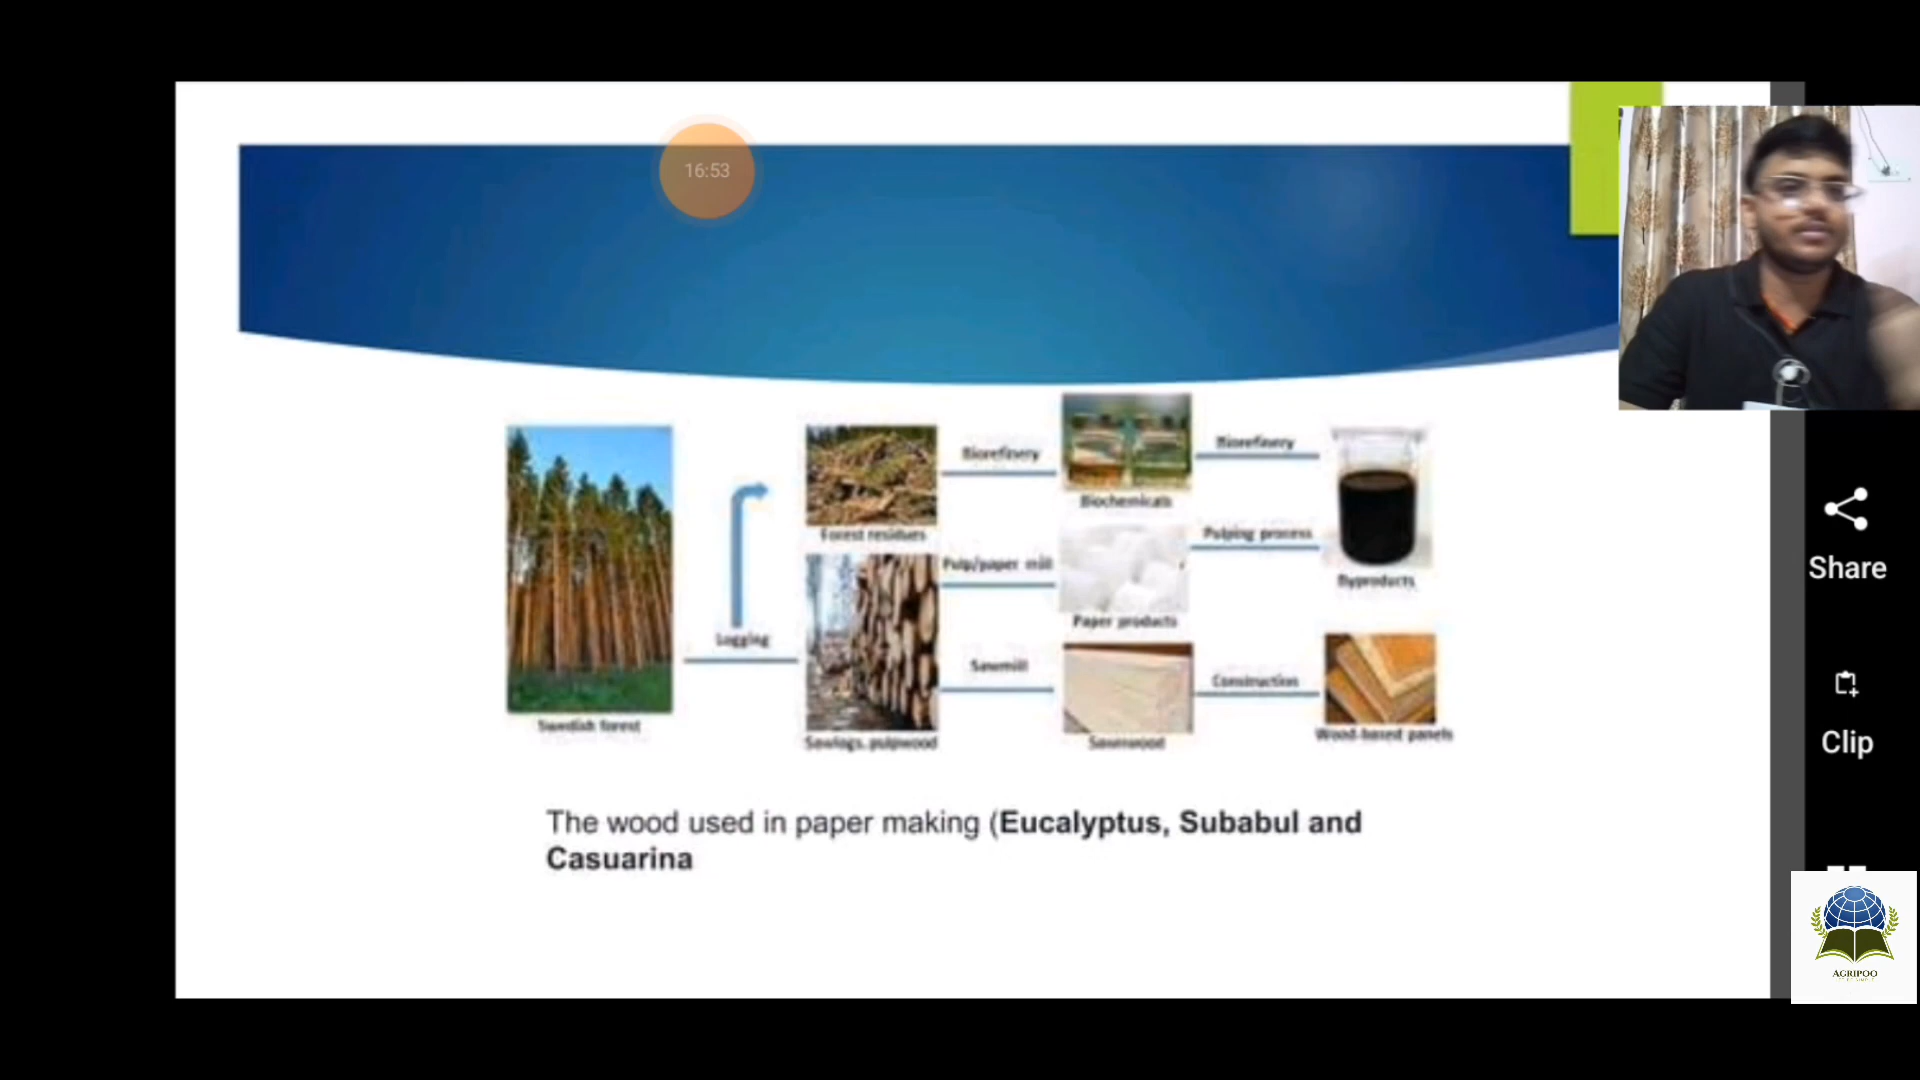 16:53
Biorefinery
Biorefinery
Biochemicals
Forest residues
Pulping process
Pulp/paper mill
Byproducts
Paper products
Logging
Sawmill
Construction
Swedish forest
Sawlogs, pulpwood
Sawnwood
Wood-based panels
The wood used in paper making (Eucalyptus, Subabul and
Casuarina
Share
Clip
AGRIPOO